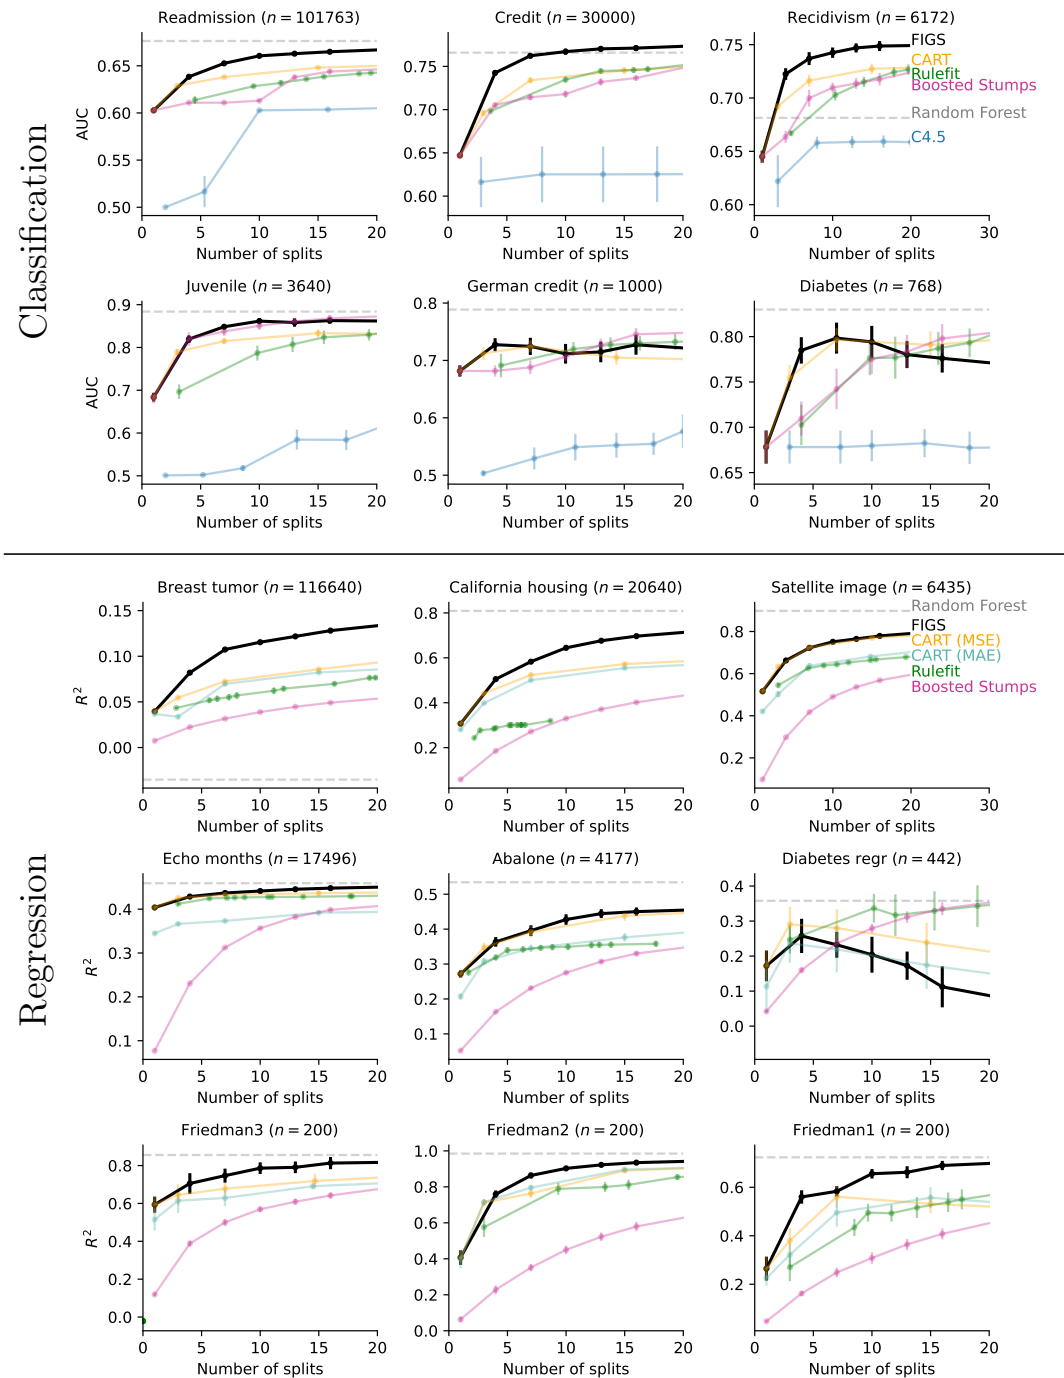 Classification
Readmission (n = 101763)
AUC
0.65
0.60
0.55
0.50
0 5 10 15 20
Number of splits
Credit (n = 30000)
0.75
0.70
0.65
0.60
0 5 10 15 20
Number of splits
Recidivism (n = 6172)
0.75
0.70
0.65
0.60
FIGS
CART
Rulefit
Boosted Stumps
Random Forest
C4.5
0 10 20 30
Number of splits
Juvenile (n = 3640)
AUC
0.9
0.8
0.7
0.6
0.5
0 5 10 15 20
Number of splits
German credit (n = 1000)
0.8
0.7
0.6
0.5
0 5 10 15 20
Number of splits
Diabetes (n = 768)
0.80
0.75
0.70
0.65
0 5 10 15 20
Number of splits
Regression
Breast tumor (n = 116640)
R²
0.15
0.10
0.05
0.00
0 5 10 15 20
Number of splits
California housing (n = 20640)
0.8
0.6
0.4
0.2
0 5 10 15 20
Number of splits
Satellite image (n = 6435)
0.8
0.6
0.4
0.2
Random Forest
FIGS
CART (MSE)
CART (MAE)
Rulefit
Boosted Stumps
0 10 20 30
Number of splits
Echo months (n = 17496)
R²
0.4
0.3
0.2
0.1
0 5 10 15 20
Number of splits
Abalone (n = 4177)
0.5
0.4
0.3
0.2
0.1
0 5 10 15 20
Number of splits
Diabetes regr (n = 442)
0.4
0.3
0.2
0.1
0.0
0 5 10 15 20
Number of splits
Friedman3 (n = 200)
R²
0.8
0.6
0.4
0.2
0.0
0 5 10 15 20
Number of splits
Friedman2 (n = 200)
1.0
0.8
0.6
0.4
0.2
0.0
0 5 10 15 20
Number of splits
Friedman1 (n = 200)
0.6
0.4
0.2
0 5 10 15 20
Number of splits